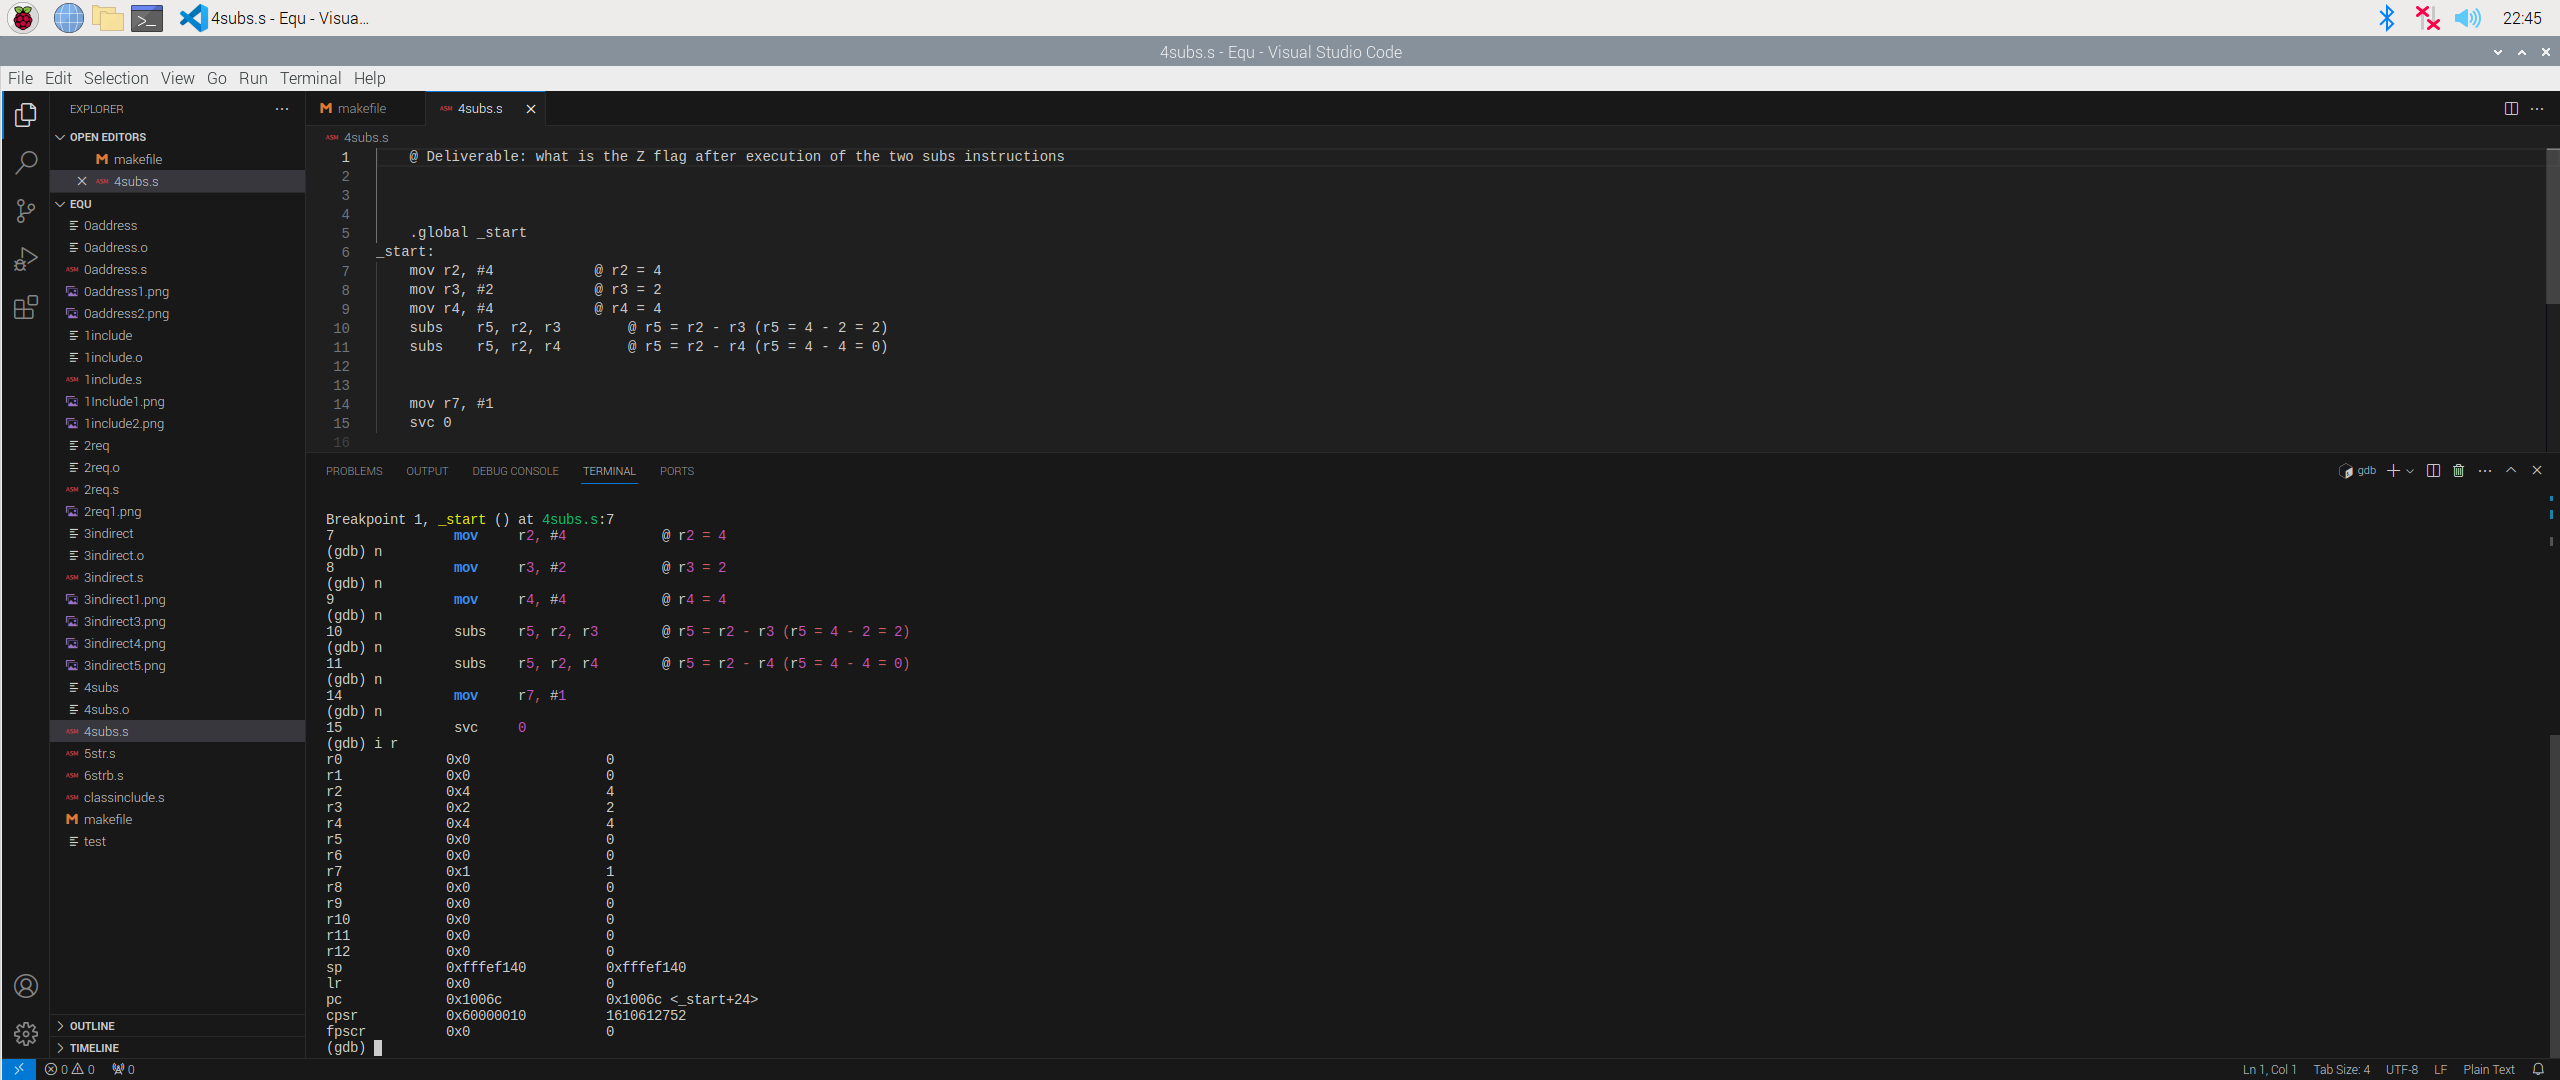 4subs.s - Equ - Visua...
22:45
4subs.s - Equ - Visual Studio Code
File Edit Selection View Go Run Terminal Help
EXPLORER
OPEN EDITORS
makefile
4subs.s
EQU
0address
0address.o
0address.s
0address1.png
0address2.png
1include
1include.o
1include.s
1Include1.png
1include2.png
2req
2req.o
2req.s
2req1.png
3indirect
3indirect.o
3indirect.s
3indirect1.png
3indirect3.png
3indirect4.png
3indirect5.png
4subs
4subs.o
4subs.s
5str.s
6strb.s
classinclude.s
makefile
test
OUTLINE
TIMELINE
makefile 4subs.s
4subs.s
1 @ Deliverable: what is the Z flag after execution of the two subs instructions
2
3
4
5 .global _start
6 _start:
7 mov r2, #4 @ r2 = 4
8 mov r3, #2 @ r3 = 2
9 mov r4, #4 @ r4 = 4
10 subs r5, r2, r3 @ r5 = r2 - r3 (r5 = 4 - 2 = 2)
11 subs r5, r2, r4 @ r5 = r2 - r4 (r5 = 4 - 4 = 0)
12
13
14 mov r7, #1
15 svc 0
16
PROBLEMS OUTPUT DEBUG CONSOLE TERMINAL PORTS
gdb
Breakpoint 1, _start () at 4subs.s:7
7 mov r2, #4 @ r2 = 4
(gdb) n
8 mov r3, #2 @ r3 = 2
(gdb) n
9 mov r4, #4 @ r4 = 4
(gdb) n
10 subs r5, r2, r3 @ r5 = r2 - r3 (r5 = 4 - 2 = 2)
(gdb) n
11 subs r5, r2, r4 @ r5 = r2 - r4 (r5 = 4 - 4 = 0)
(gdb) n
14 mov r7, #1
(gdb) n
15 svc 0
(gdb) i r
r0 0x0 0
r1 0x0 0
r2 0x4 4
r3 0x2 2
r4 0x4 4
r5 0x0 0
r6 0x0 0
r7 0x1 1
r8 0x0 0
r9 0x0 0
r10 0x0 0
r11 0x0 0
r12 0x0 0
sp 0xfffef140 0xfffef140
lr 0x0 0
pc 0x1006c 0x1006c <_start+24>
cpsr 0x60000010 1610612752
fpscr 0x0 0
(gdb)
0 0 0
Ln 1, Col 1 Tab Size: 4 UTF-8 LF Plain Text